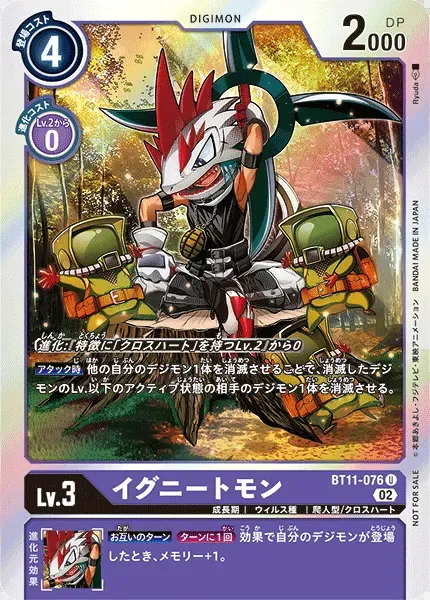 DIGIMON
登場コスト
4
DP
2000
進化コスト
Lv.2から
0
Ryuda
©本郷あきよし・フジテレビ・東映アニメーション BANDAI MADE IN JAPAN
NOT FOR SALE
進化:「特徴に「クロスハート」を持つLv.2」から0
アタック時 他の自分のデジモン1体を消滅させることで、消滅したデジ
モンのLv.以下のアクティブ状態の相手のデジモン1体を消滅させる。
Lv.3
イグニートモン
BT11-076 U
02
成長期 | ウィルス種 | 爬人型/クロスハート
進化元効果
お互いのターン ターンに1回 効果で自分のデジモンが登場
したとき、メモリー+1。